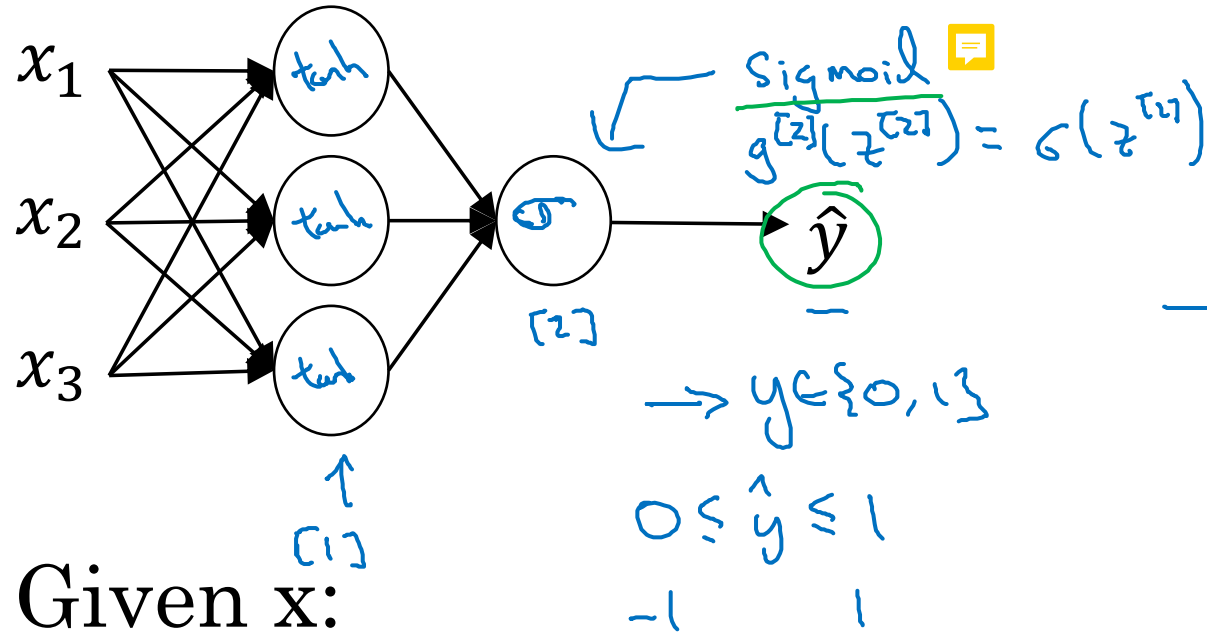 x₁
tanh
Sigmoid
g^[2](z^[2]) = σ(z^[2])
x₂
tanh
σ
ŷ
[2]
x₃
tanh
→ y∈{0,1}
0 ≤ ŷ ≤ 1
[1]
Given x:
-1 1